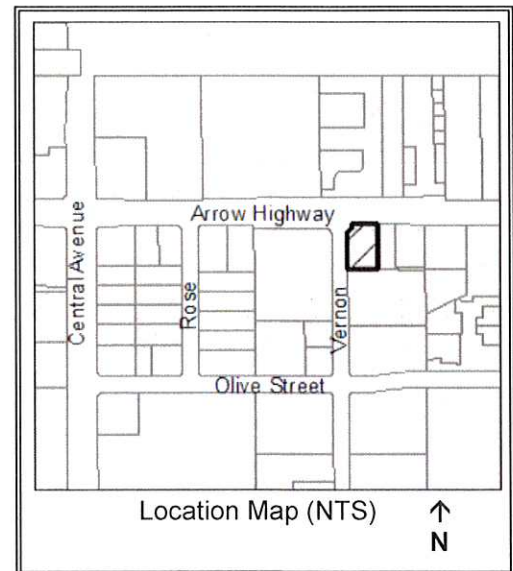 Arrow Highway
Central Avenue
Rose
Vernon
Olive Street
Location Map (NTS)
↑
N